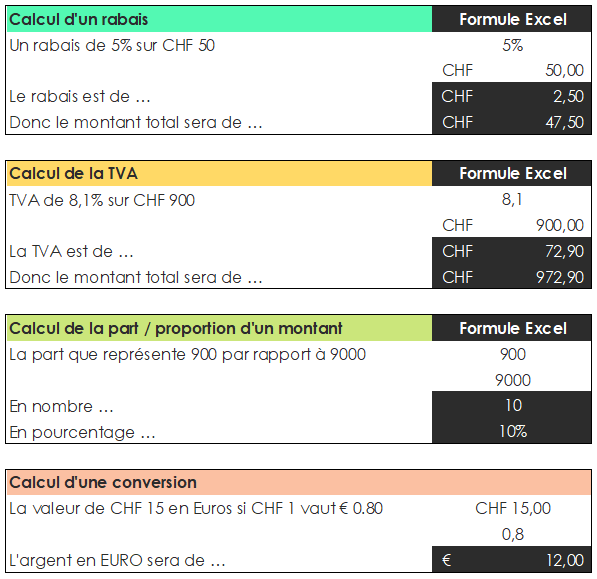 Calcul d'un rabais Formule Excel
Un rabais de 5% sur CHF 50 5%
CHF 50,00
Le rabais est de … CHF 2,50
Donc le montant total sera de … CHF 47,50
Calcul de la TVA Formule Excel
TVA de 8,1% sur CHF 900 8,1
CHF 900,00
La TVA est de … CHF 72,90
Donc le montant total sera de … CHF 972,90
Calcul de la part / proportion d'un montant Formule Excel
La part que représente 900 par rapport à 9000 900
9000
En nombre … 10
En pourcentage … 10%
Calcul d'une conversion
La valeur de CHF 15 en Euros si CHF 1 vaut € 0.80 CHF 15,00
0,8
L'argent en EURO sera de … € 12,00